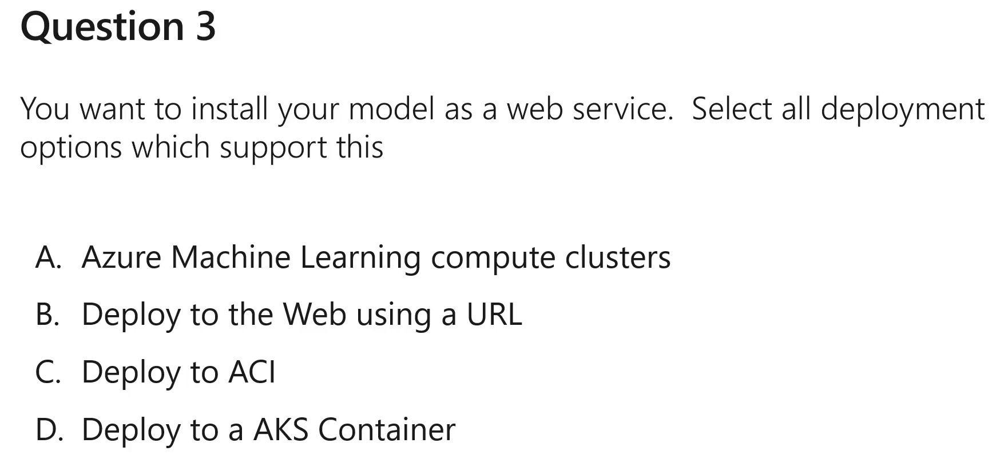 Question 3
You want to install your model as a web service.  Select all deployment
options which support this
A. Azure Machine Learning compute clusters
B. Deploy to the Web using a URL
C. Deploy to ACI
D. Deploy to a AKS Container